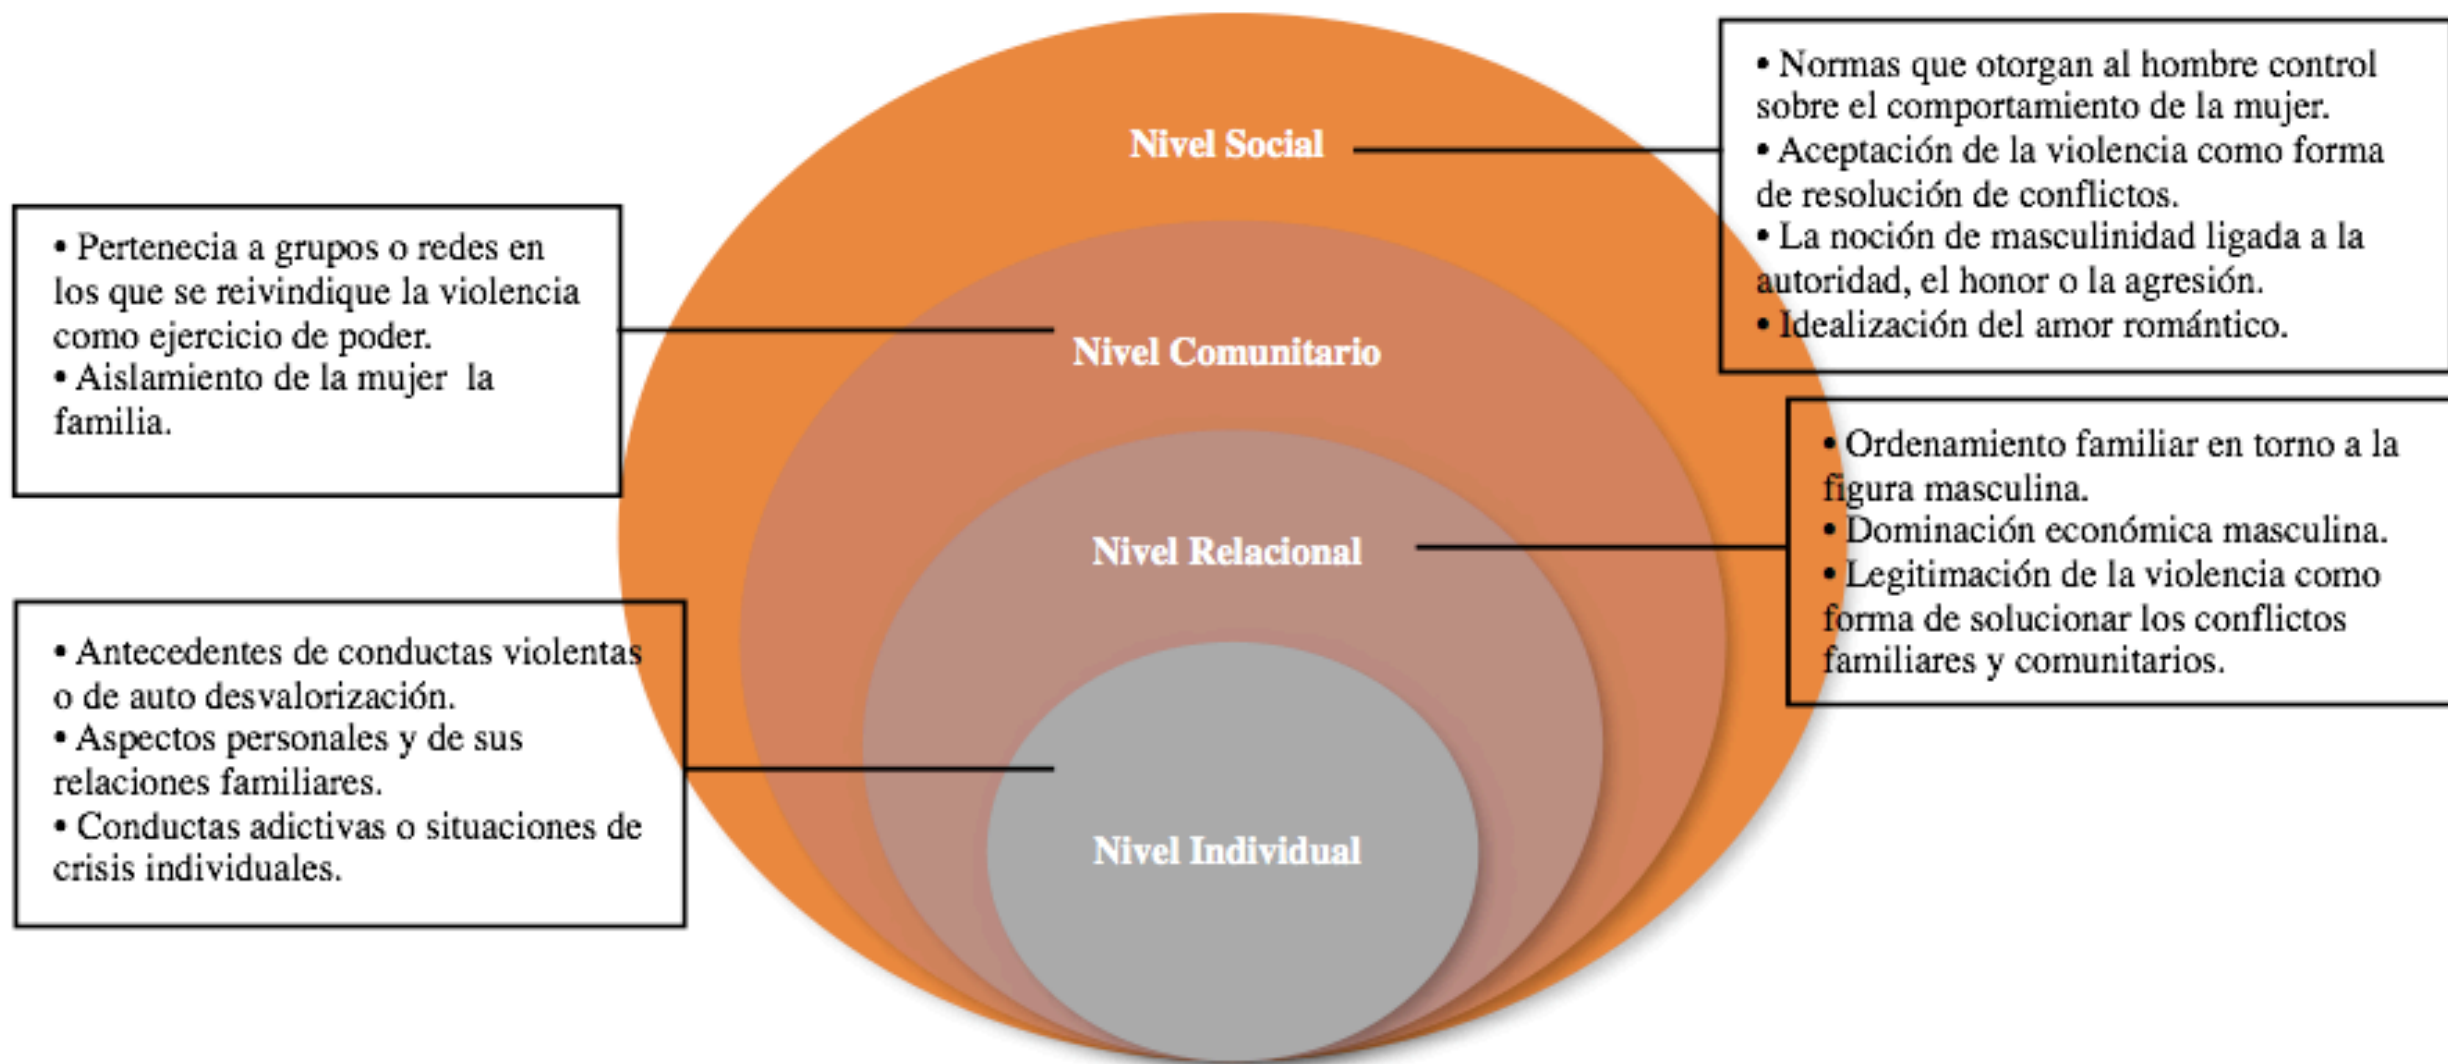 Nivel Social
• Normas que otorgan al hombre control
sobre el comportamiento de la mujer.
• Aceptación de la violencia como forma
de resolución de conflictos.
• La noción de masculinidad ligada a la
autoridad, el honor o la agresión.
• Idealización del amor romántico.
• Pertenecia a grupos o redes en
los que se reivindique la violencia
como ejercicio de poder.
• Aislamiento de la mujer  la
familia.
Nivel Comunitario
Nivel Relacional
• Ordenamiento familiar en torno a la
figura masculina.
• Dominación económica masculina.
• Legitimación de la violencia como
forma de solucionar los conflictos
familiares y comunitarios.
• Antecedentes de conductas violentas
o de auto desvalorización.
• Aspectos personales y de sus
relaciones familiares.
• Conductas adictivas o situaciones de
crisis individuales.
Nivel Individual